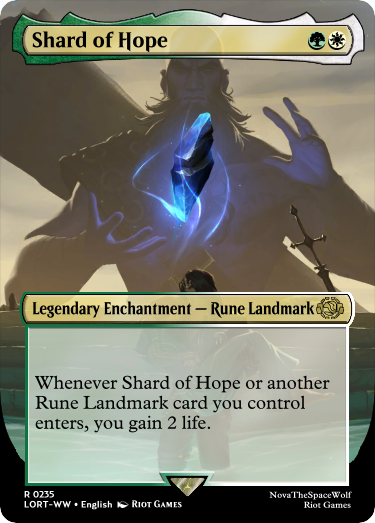 Shard of Hope
Legendary Enchantment — Rune Landmark
Whenever Shard of Hope or another
Rune Landmark card you control
enters, you gain 2 life.
R 0235
LORT-WW • English Riot Games
NovaTheSpaceWolf
Riot Games